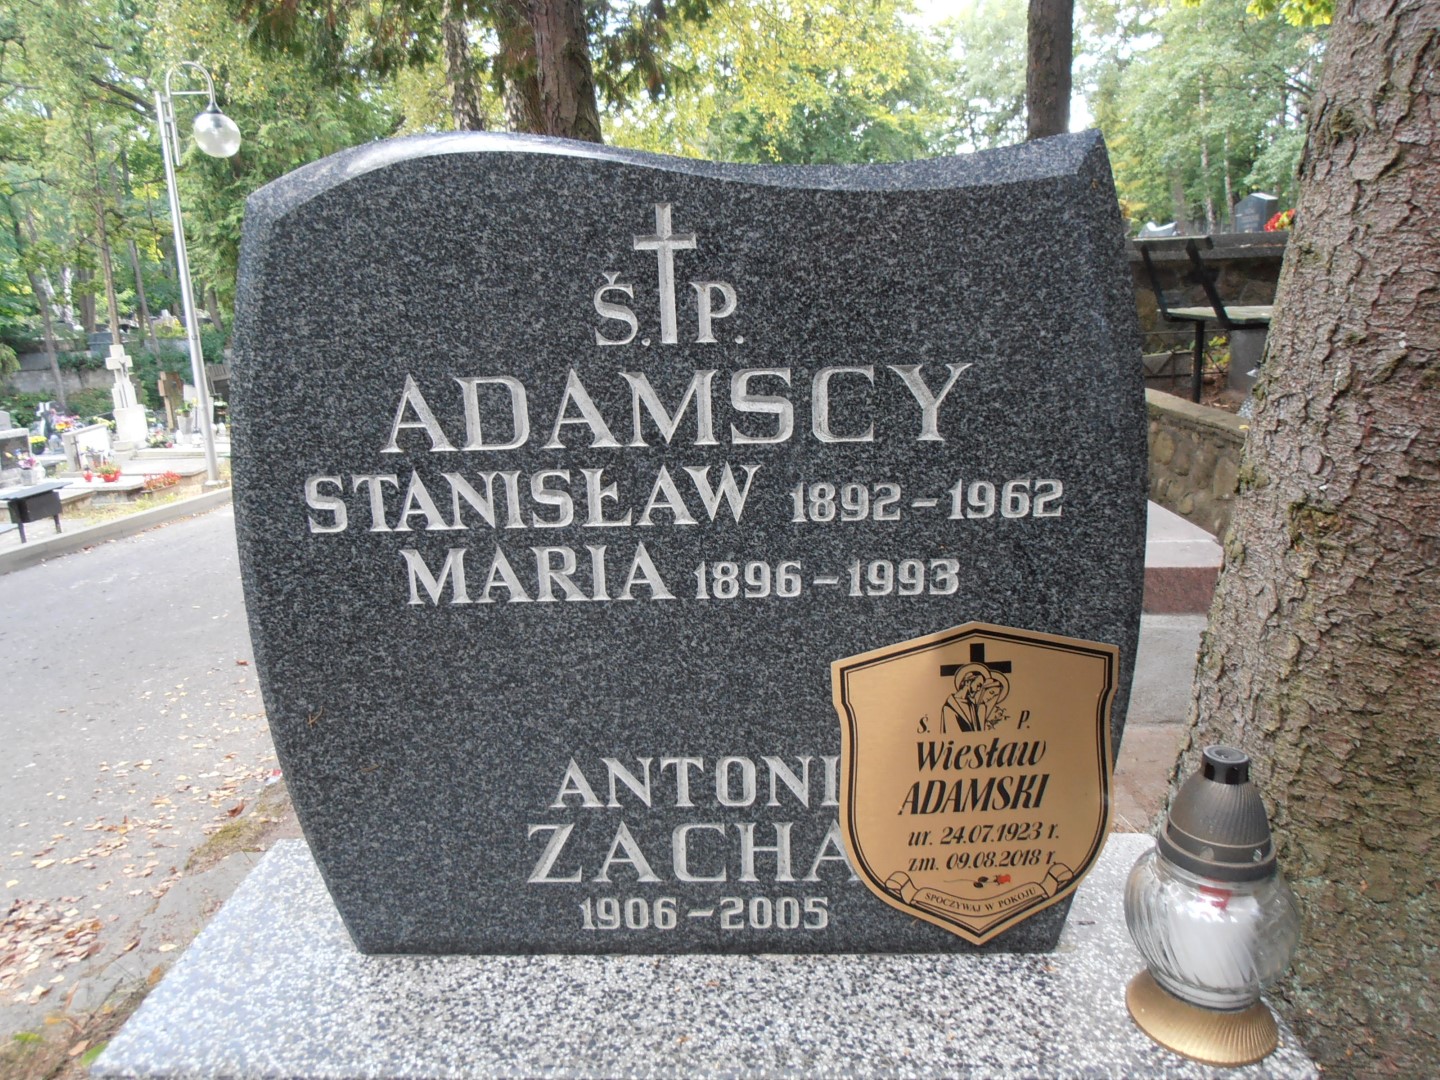 Ś. P.
ADAMSCY
STANISŁAW 1892-1962
MARIA 1896-1993
1906-2005
Ś. P.
Wiesław
ADAMSKI
ur. 24.07.1923 r.
zm. 09.08.2018 r.
SPOCZYWAJ W POKOJU